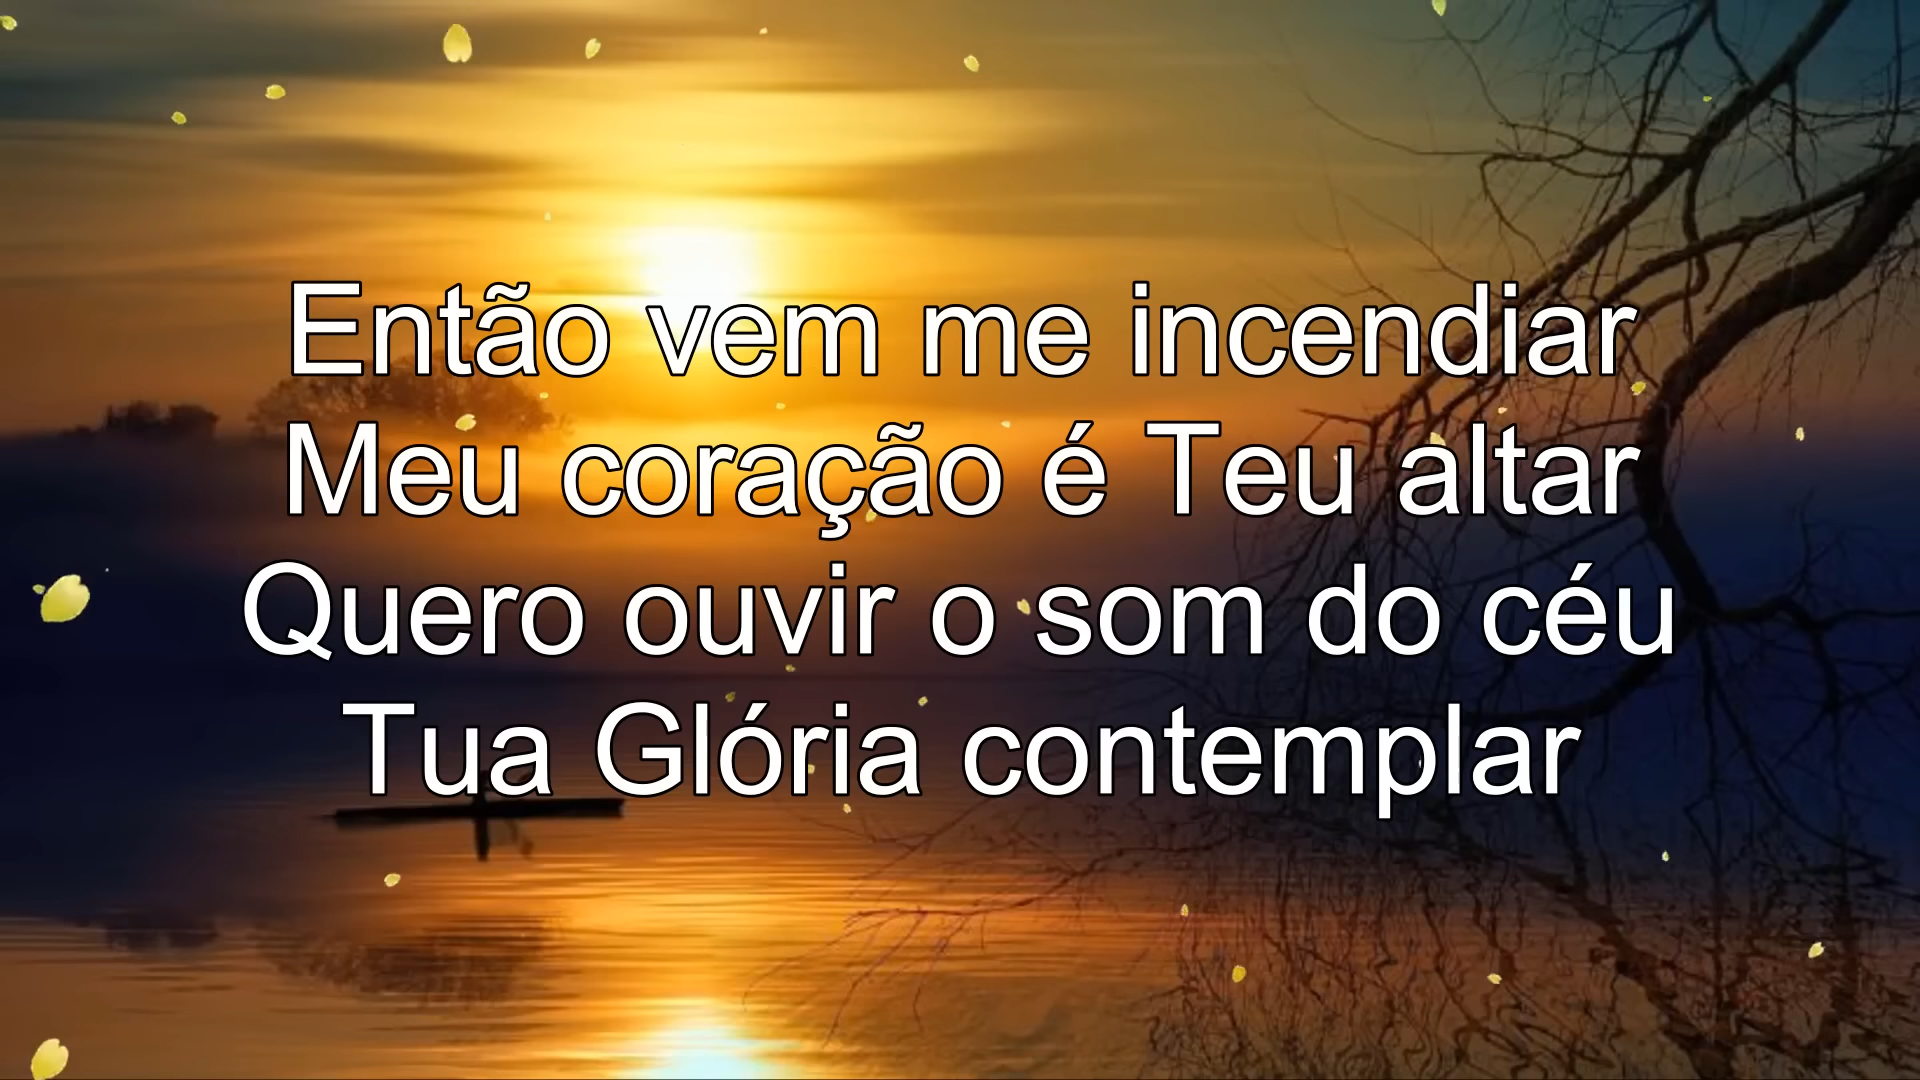 Então vem me incendiar
Meu coração é Teu altar
Quero ouvir o som do céu
Tua Glória contemplar